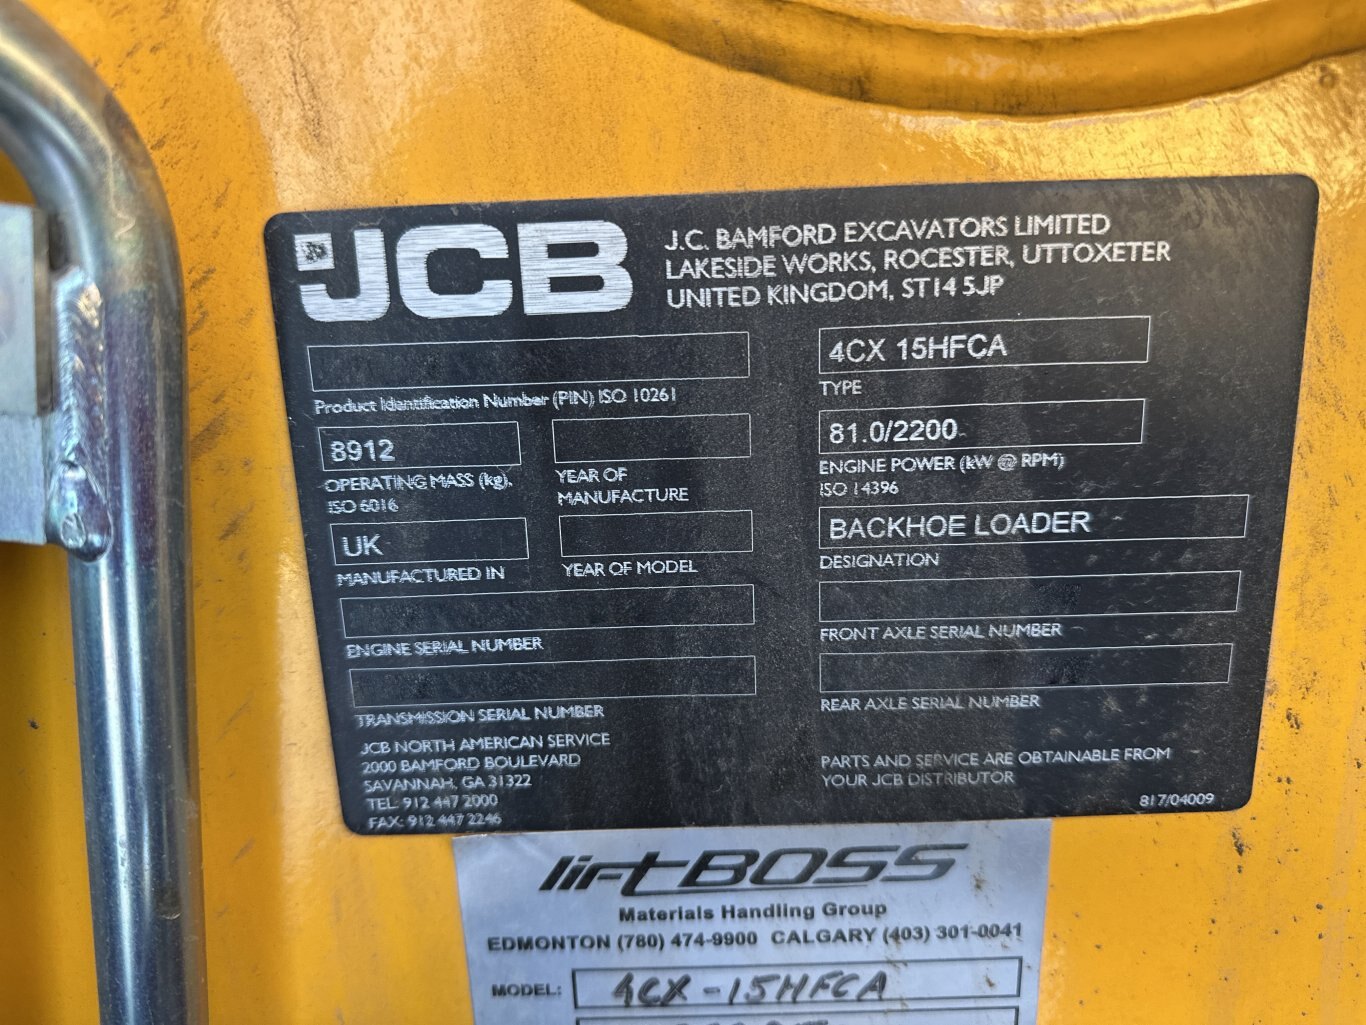 JCB
J.C. BAMFORD EXCAVATORS LIMITED
LAKESIDE WORKS, ROCESTER, UTTOXETER
UNITED KINGDOM, ST14 5JP
Product Identification Number (PIN) ISO 10261
4CX 15HFCA
TYPE
8912
OPERATING MASS (kg),
ISO 6016
YEAR OF
MANUFACTURE
81.0/2200
ENGINE POWER (kW @ RPM)
ISO 14396
UK
MANUFACTURED IN
YEAR OF MODEL
BACKHOE LOADER
DESIGNATION
ENGINE SERIAL NUMBER
FRONT AXLE SERIAL NUMBER
TRANSMISSION SERIAL NUMBER
REAR AXLE SERIAL NUMBER
JCB NORTH AMERICAN SERVICE
2000 BAMFORD BOULEVARD
SAVANNAH, GA 31322
TEL: 912 447 2000
FAX: 912 447 2246
PARTS AND SERVICE ARE OBTAINABLE FROM
YOUR JCB DISTRIBUTOR
817/04009
liftBOSS
Materials Handling Group
EDMONTON (780) 474-9900 CALGARY (403) 301-0041
MODEL: 4CX-15HFCA